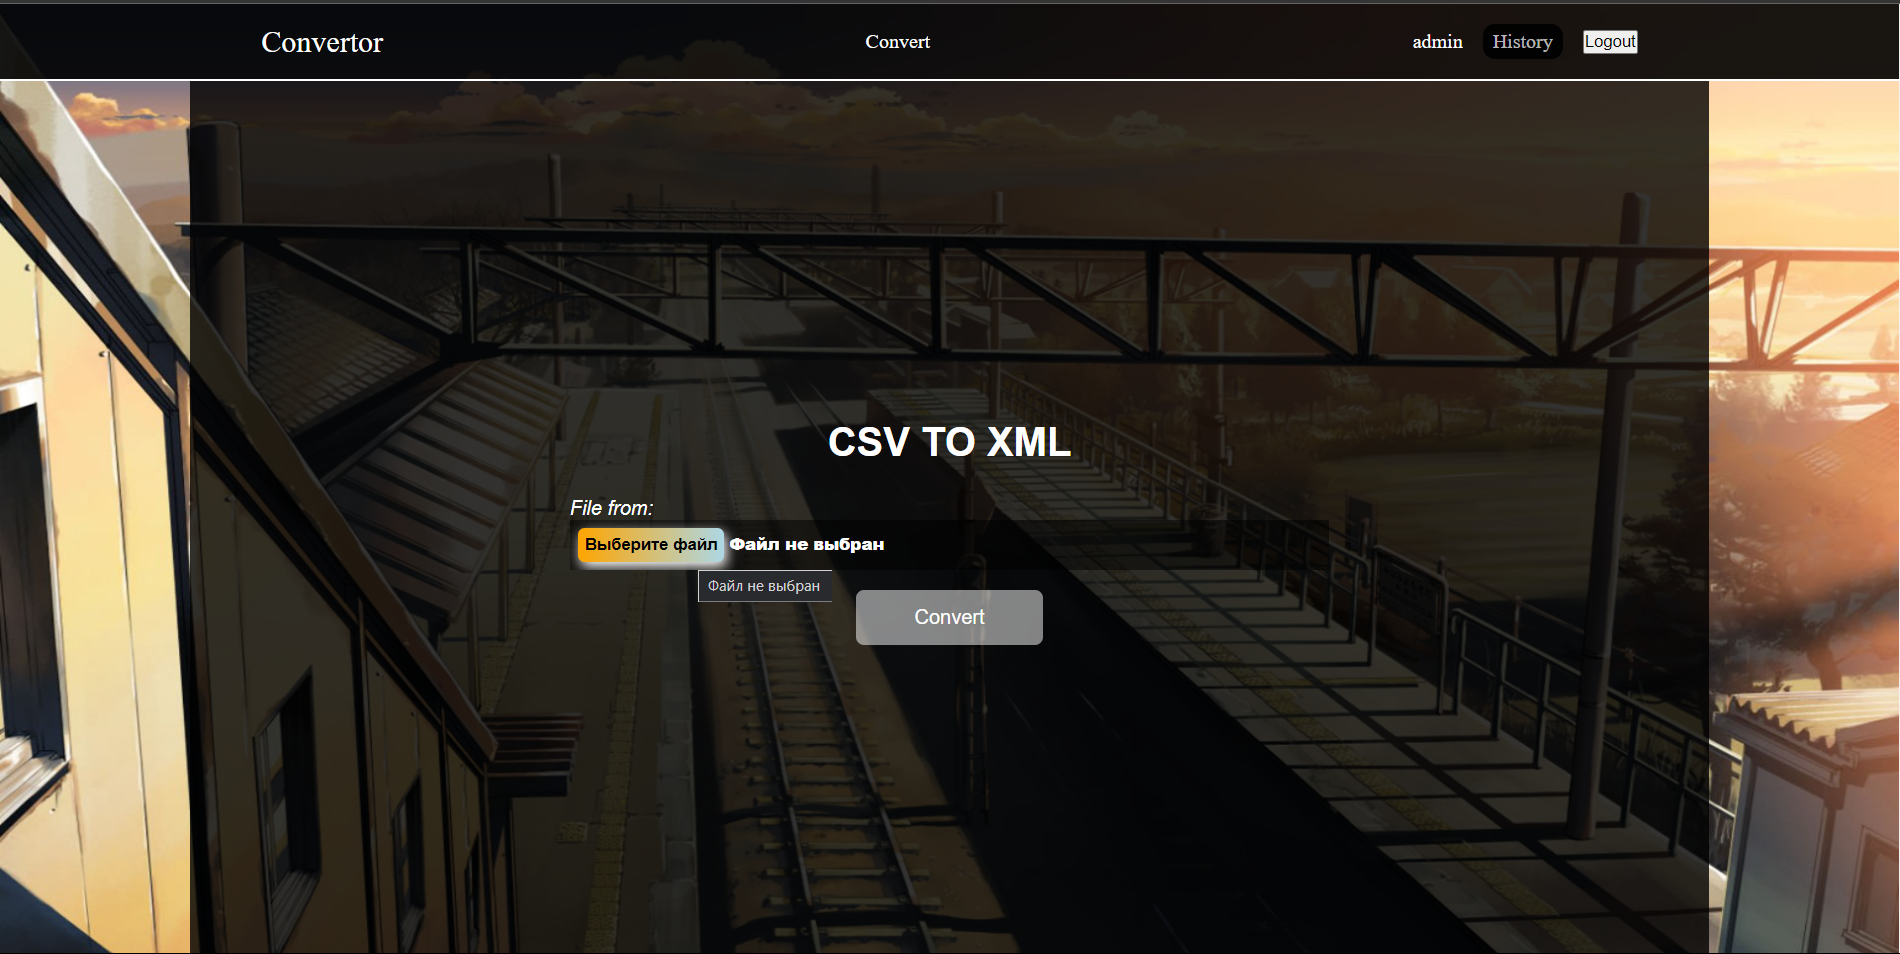 Convertor
Convert
admin
History
Logout
CSV TO XML
File from:
Выберите файл Файл не выбран
Файл не выбран
Convert